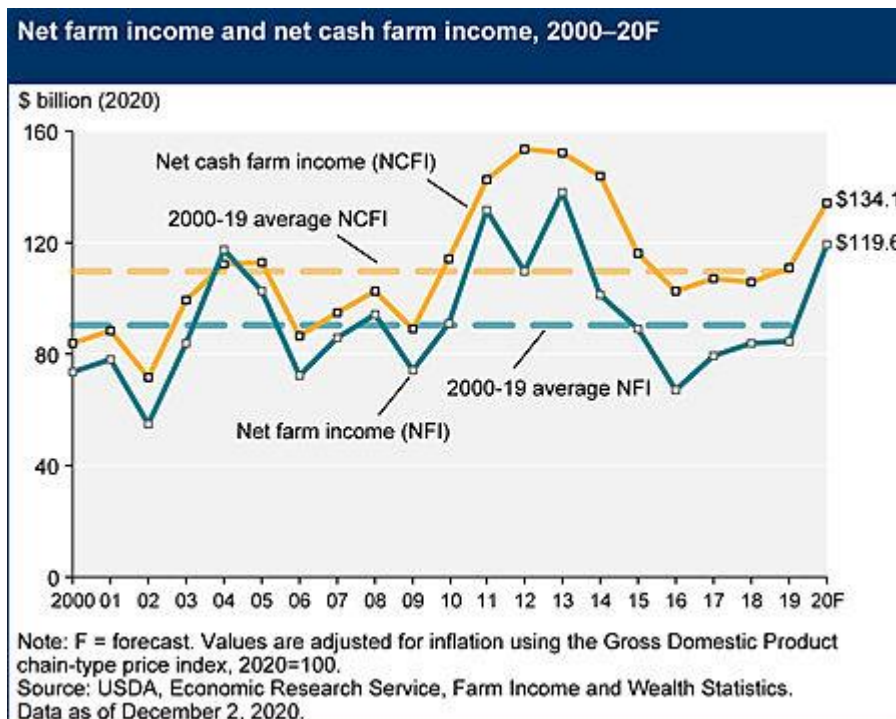 Net farm income and net cash farm income, 2000–20F
$ billion (2020)
160
Net cash farm income (NCFI)
2000-19 average NCFI
$134.1
120
$119.6
80
2000-19 average NFI
Net farm income (NFI)
40
0
2000 01 02 03 04 05 06 07 08 09 10 11 12 13 14 15 16 17 18 19 20F
Note: F = forecast. Values are adjusted for inflation using the Gross Domestic Product
chain-type price index, 2020=100.
Source: USDA, Economic Research Service, Farm Income and Wealth Statistics.
Data as of December 2, 2020.